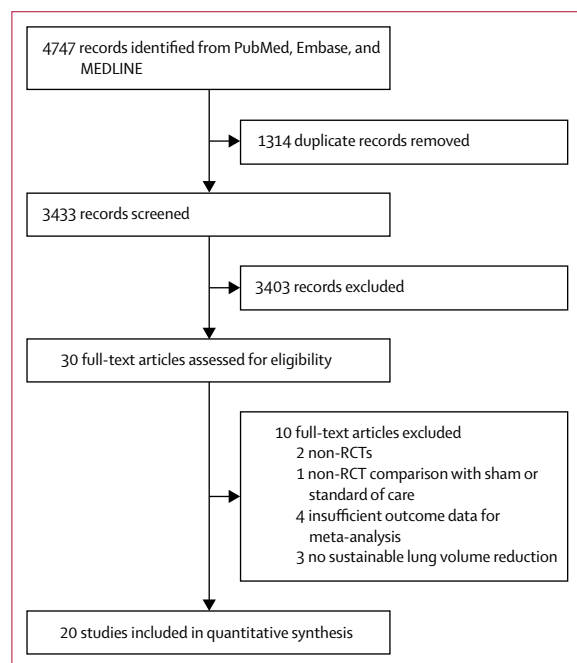 4747 records identified from PubMed, Embase, and
MEDLINE
1314 duplicate records removed
3433 records screened
3403 records excluded
30 full-text articles assessed for eligibility
10 full-text articles excluded
2 non-RCTs
1 non-RCT comparison with sham or
standard of care
4 insufficient outcome data for
meta-analysis
3 no sustainable lung volume reduction
20 studies included in quantitative synthesis